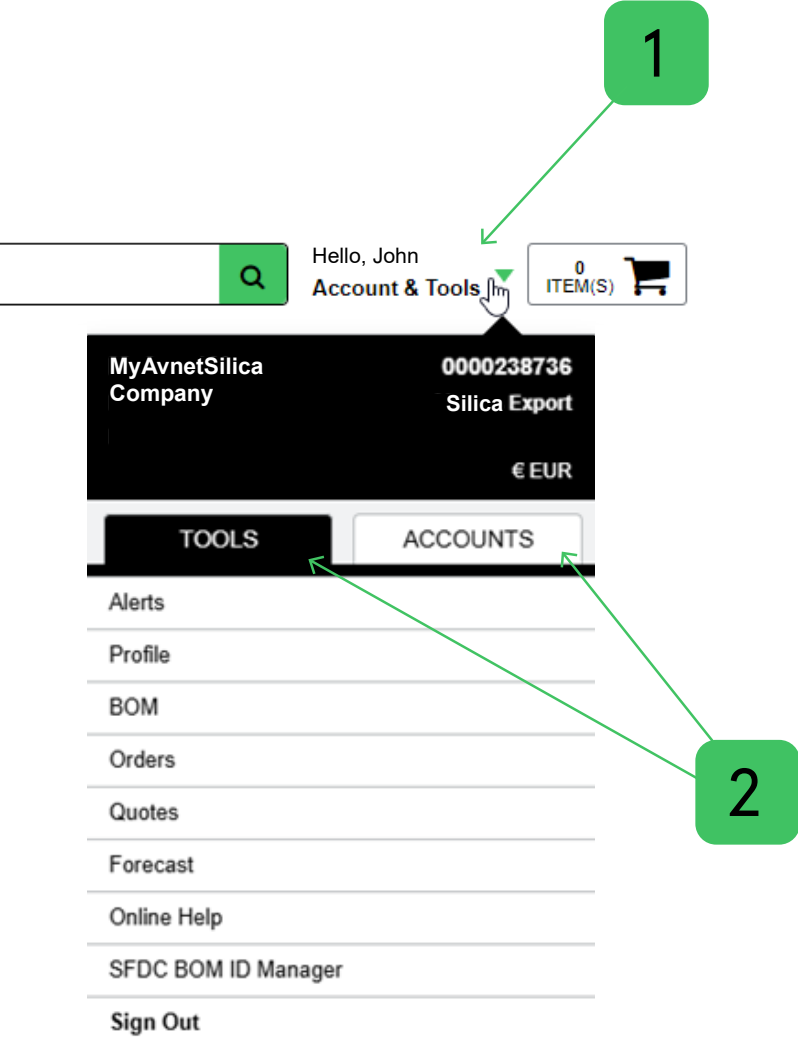 1
Hello, John
Account & Tools
0
ITEM(S)
MyAvnetSilica
Company
0000238736
Silica Export
€ EUR
TOOLS
ACCOUNTS
Alerts
Profile
BOM
Orders
Quotes
Forecast
Online Help
SFDC BOM ID Manager
Sign Out
2